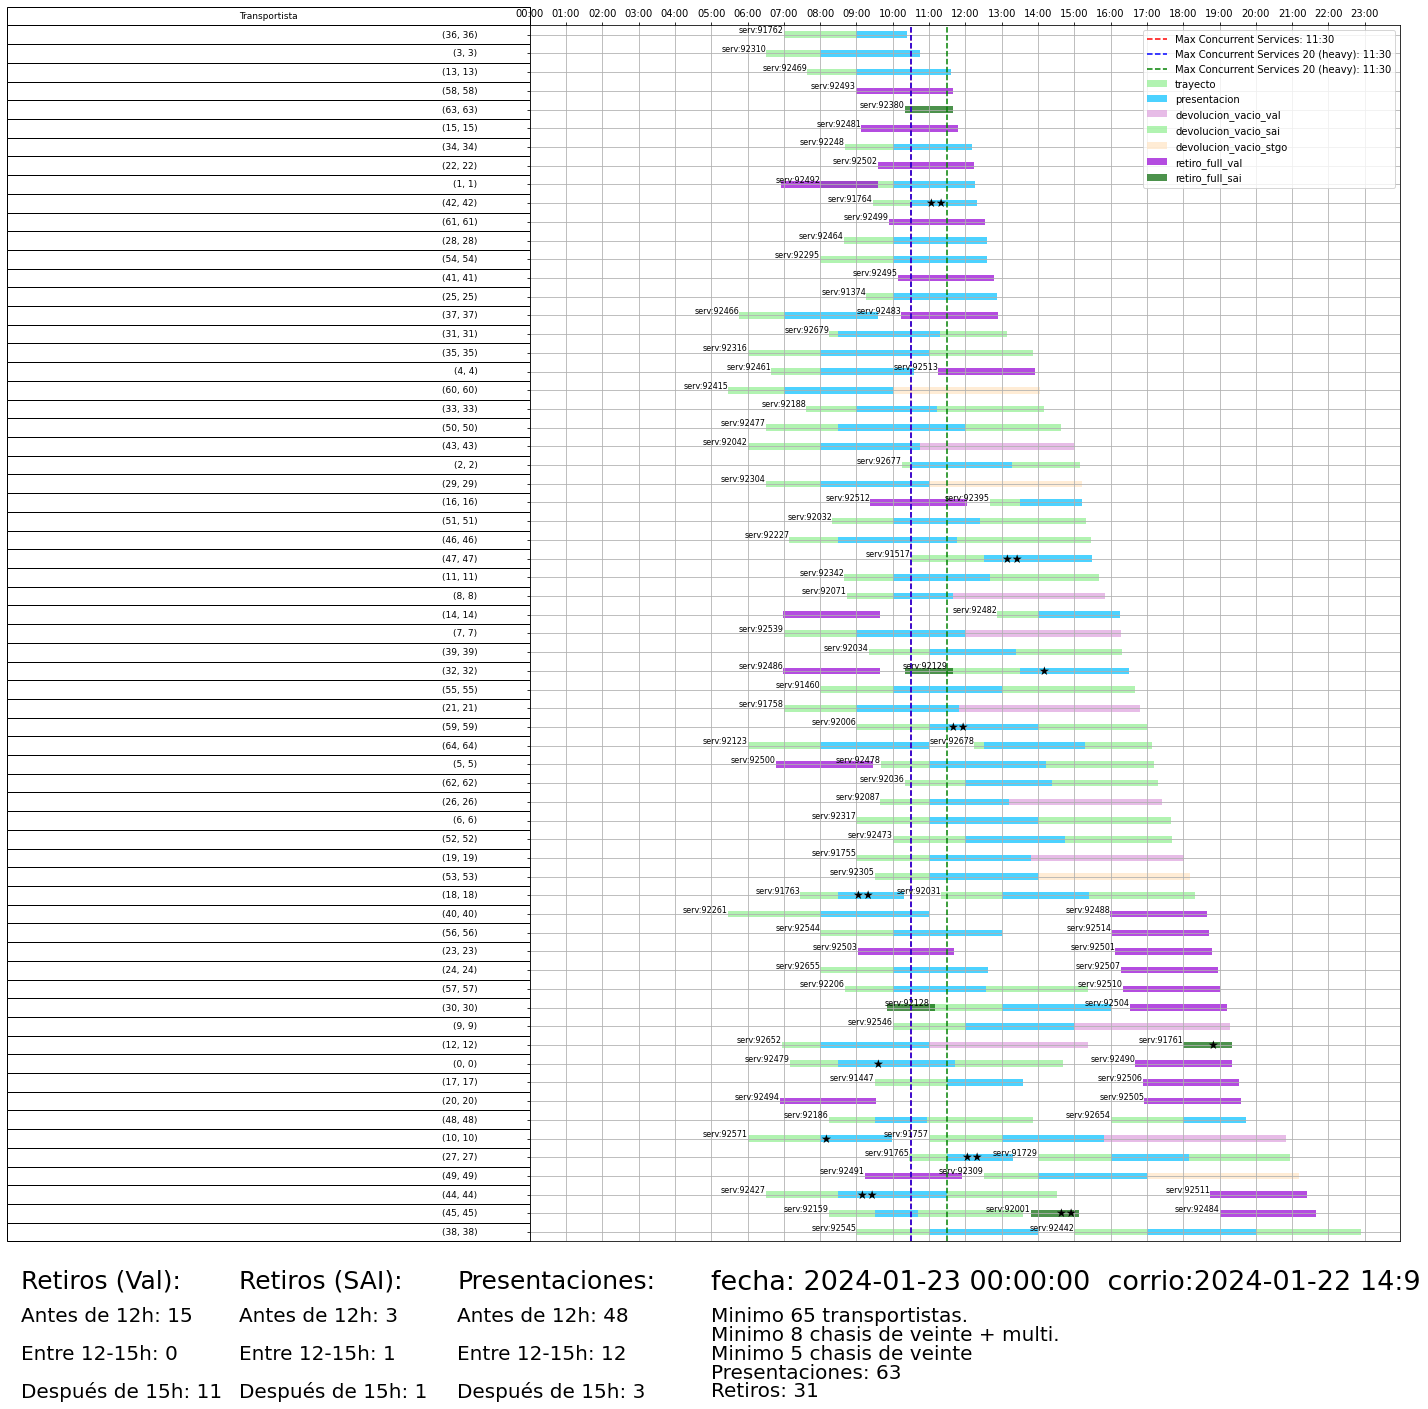 Transportista
00:00 01:00 02:00 03:00 04:00 05:00 06:00 07:00 08:00 09:00 10:00 11:00 12:00 13:00 14:00 15:00 16:00 17:00 18:00 19:00 20:00 21:00 22:00 23:00
Max Concurrent Services: 11:30
Max Concurrent Services 20 (heavy): 11:30
Max Concurrent Services 20 (heavy): 11:30
trayecto
presentacion
devolucion_vacio_val
devolucion_vacio_sai
devolucion_vacio_stgo
retiro_full_val
retiro_full_sai
(36, 36) serv:91762
(3, 3) serv:92310
(13, 13) serv:92469
(58, 58) serv:92493
(63, 63) serv:92380
(15, 15) serv:92481
(34, 34) serv:92248
(22, 22) serv:92502
(1, 1) serv:92492
(42, 42) serv:91764
(61, 61) serv:92499
(28, 28) serv:92464
(54, 54) serv:92295
(41, 41) serv:92495
(25, 25) serv:91374
(37, 37) serv:92466 serv:92483
(31, 31) serv:92679
(35, 35) serv:92316
(4, 4) serv:92461 serv:92513
(60, 60) serv:92415
(33, 33) serv:92188
(50, 50) serv:92477
(43, 43) serv:92042
(2, 2) serv:92677
(29, 29) serv:92304
(16, 16) serv:92512 serv:92395
(51, 51) serv:92032
(46, 46) serv:92227
(47, 47) serv:91517
(11, 11) serv:92342
(8, 8) serv:92071
(14, 14) serv:92482
(7, 7) serv:92539
(39, 39) serv:92034
(32, 32) serv:92486 serv:92129
(55, 55) serv:91460
(21, 21) serv:91758
(59, 59) serv:92006
(64, 64) serv:92123 serv:92678
(5, 5) serv:92500 serv:92478
(62, 62) serv:92036
(26, 26) serv:92087
(6, 6) serv:92317
(52, 52) serv:92473
(19, 19) serv:91755
(53, 53) serv:92305
(18, 18) serv:91763 serv:92031
(40, 40) serv:92261 serv:92488
(56, 56) serv:92544 serv:92514
(23, 23) serv:92503 serv:92501
(24, 24) serv:92655 serv:92507
(57, 57) serv:92206 serv:92510
(30, 30) serv:92128 serv:92504
(9, 9) serv:92546
(12, 12) serv:92652 serv:91761
(0, 0) serv:92479 serv:92490
(17, 17) serv:91447 serv:92506
(20, 20) serv:92494 serv:92505
(48, 48) serv:92186 serv:92654
(10, 10) serv:92571 serv:91757
(27, 27) serv:91765 serv:91729
(49, 49) serv:92491 serv:92309
(44, 44) serv:92427 serv:92511
(45, 45) serv:92159 serv:92001 serv:92484
(38, 38) serv:92545 serv:92442
Retiros (Val):
Antes de 12h: 15
Entre 12-15h: 0
Después de 15h: 11
Retiros (SAI):
Antes de 12h: 3
Entre 12-15h: 1
Después de 15h: 1
Presentaciones:
Antes de 12h: 48
Entre 12-15h: 12
Después de 15h: 3
fecha: 2024-01-23 00:00:00 corrio:2024-01-22 14:9
Minimo 65 transportistas.
Minimo 8 chasis de veinte + multi.
Minimo 5 chasis de veinte
Presentaciones: 63
Retiros: 31